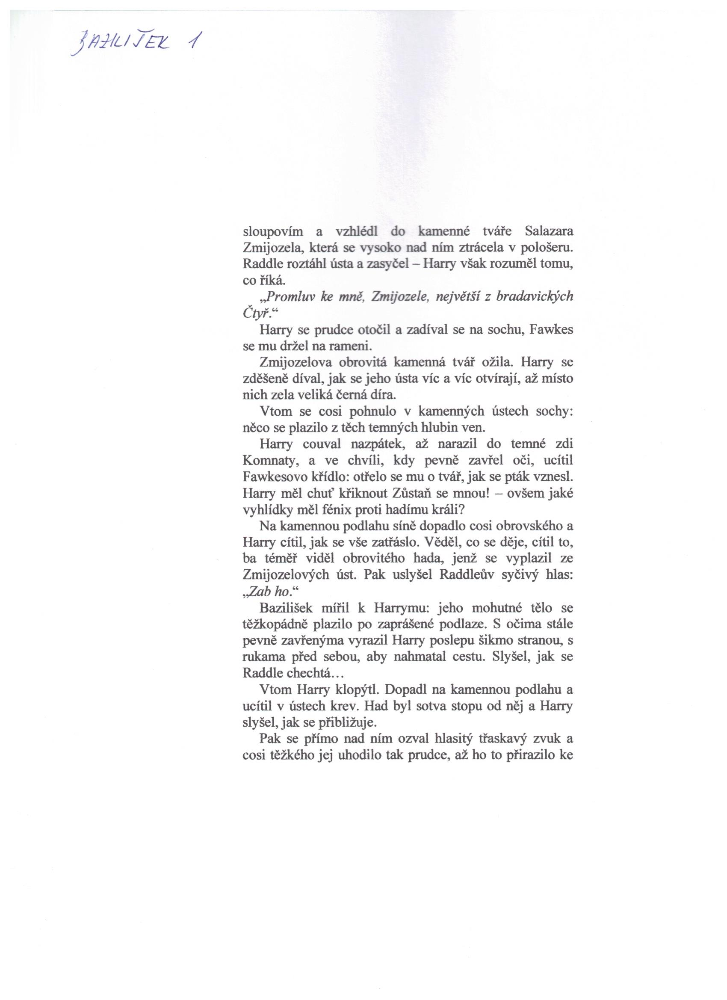 BAZILIŠEK 1
sloupovím a vzhlédl do kamenné tváře Salazara
Zmijozela, která se vysoko nad ním ztrácela v pološeru.
Raddle roztáhl ústa a zasyčel – Harry však rozuměl tomu,
co říká.
„Promluv ke mně, Zmijozele, největší z bradavických
Čtyř.“
Harry se prudce otočil a zadíval se na sochu, Fawkes
se mu držel na rameni.
Zmijozelova obrovitá kamenná tvář ožila. Harry se
zděšeně díval, jak se jeho ústa víc a víc otvírají, až místo
nich zela veliká černá díra.
Vtom se cosi pohnulo v kamenných ústech sochy:
něco se plazilo z těch temných hlubin ven.
Harry couval nazpátek, až narazil do temné zdi
Komnaty, a ve chvíli, kdy pevně zavřel oči, ucítil
Fawkesovo křídlo: otřelo se mu o tvář, jak se pták vznesl.
Harry měl chuť křiknout Zůstaň se mnou! – ovšem jaké
vyhlídky měl fénix proti hadímu králi?
Na kamennou podlahu síně dopadlo cosi obrovského a
Harry cítil, jak se vše zatřáslo. Věděl, co se děje, cítil to,
ba téměř viděl obrovitého hada, jenž se vyplazil ze
Zmijozelových úst. Pak uslyšel Raddleův syčivý hlas:
„Zab ho.“
Bazilišek mířil k Harrymu: jeho mohutné tělo se
těžkopádně plazilo po zaprášené podlaze. S očima stále
pevně zavřenýma vyrazil Harry poslepu šikmo stranou, s
rukama před sebou, aby nahmatal cestu. Slyšel, jak se
Raddle chechtá…
Vtom Harry klopýtl. Dopadl na kamennou podlahu a
ucítil v ústech krev. Had byl sotva stopu od něj a Harry
slyšel, jak se přibližuje.
Pak se přímo nad ním ozval hlasitý třaskavý zvuk a
cosi těžkého jej uhodilo tak prudce, až ho to přirazilo ke